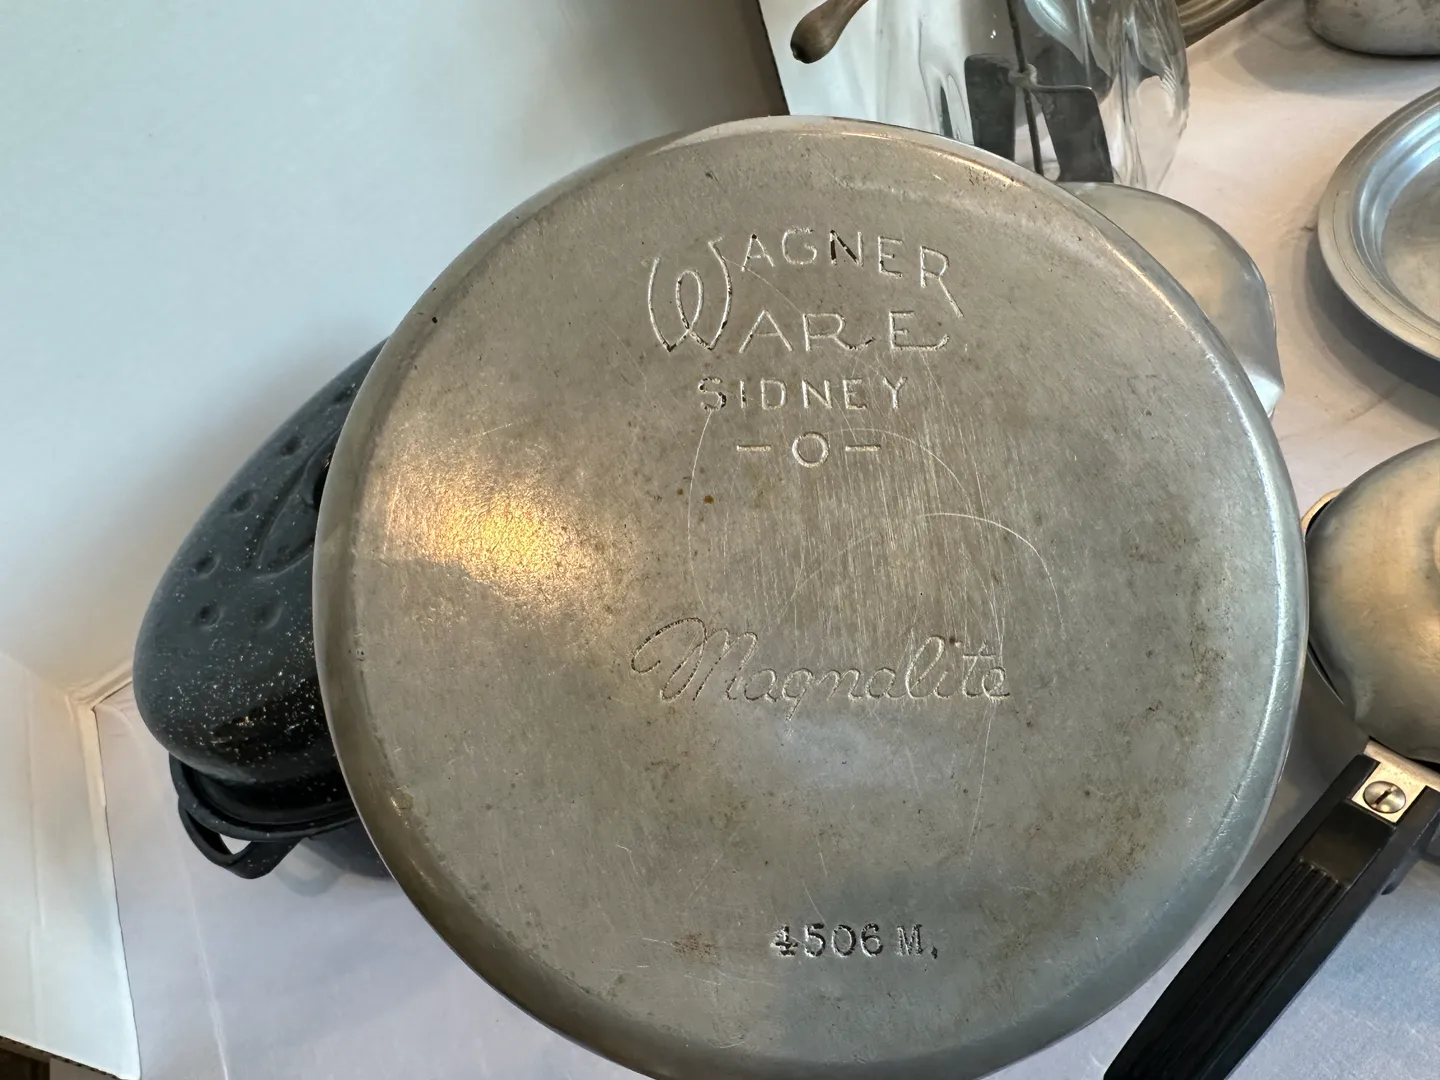 WAGNER
WARE
SIDNEY
-O-
Magnalite
4506 M.